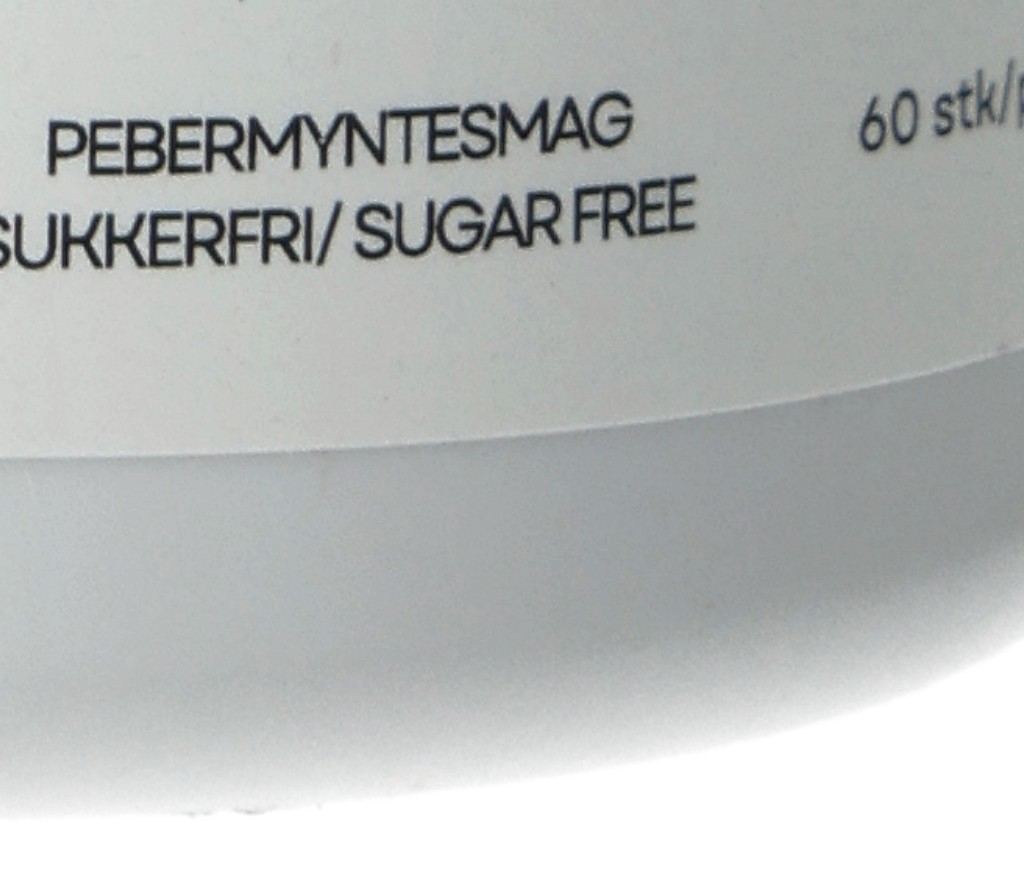 PEBERMYNTESMAG
SUKKERFRI/ SUGAR FREE
60 stk/